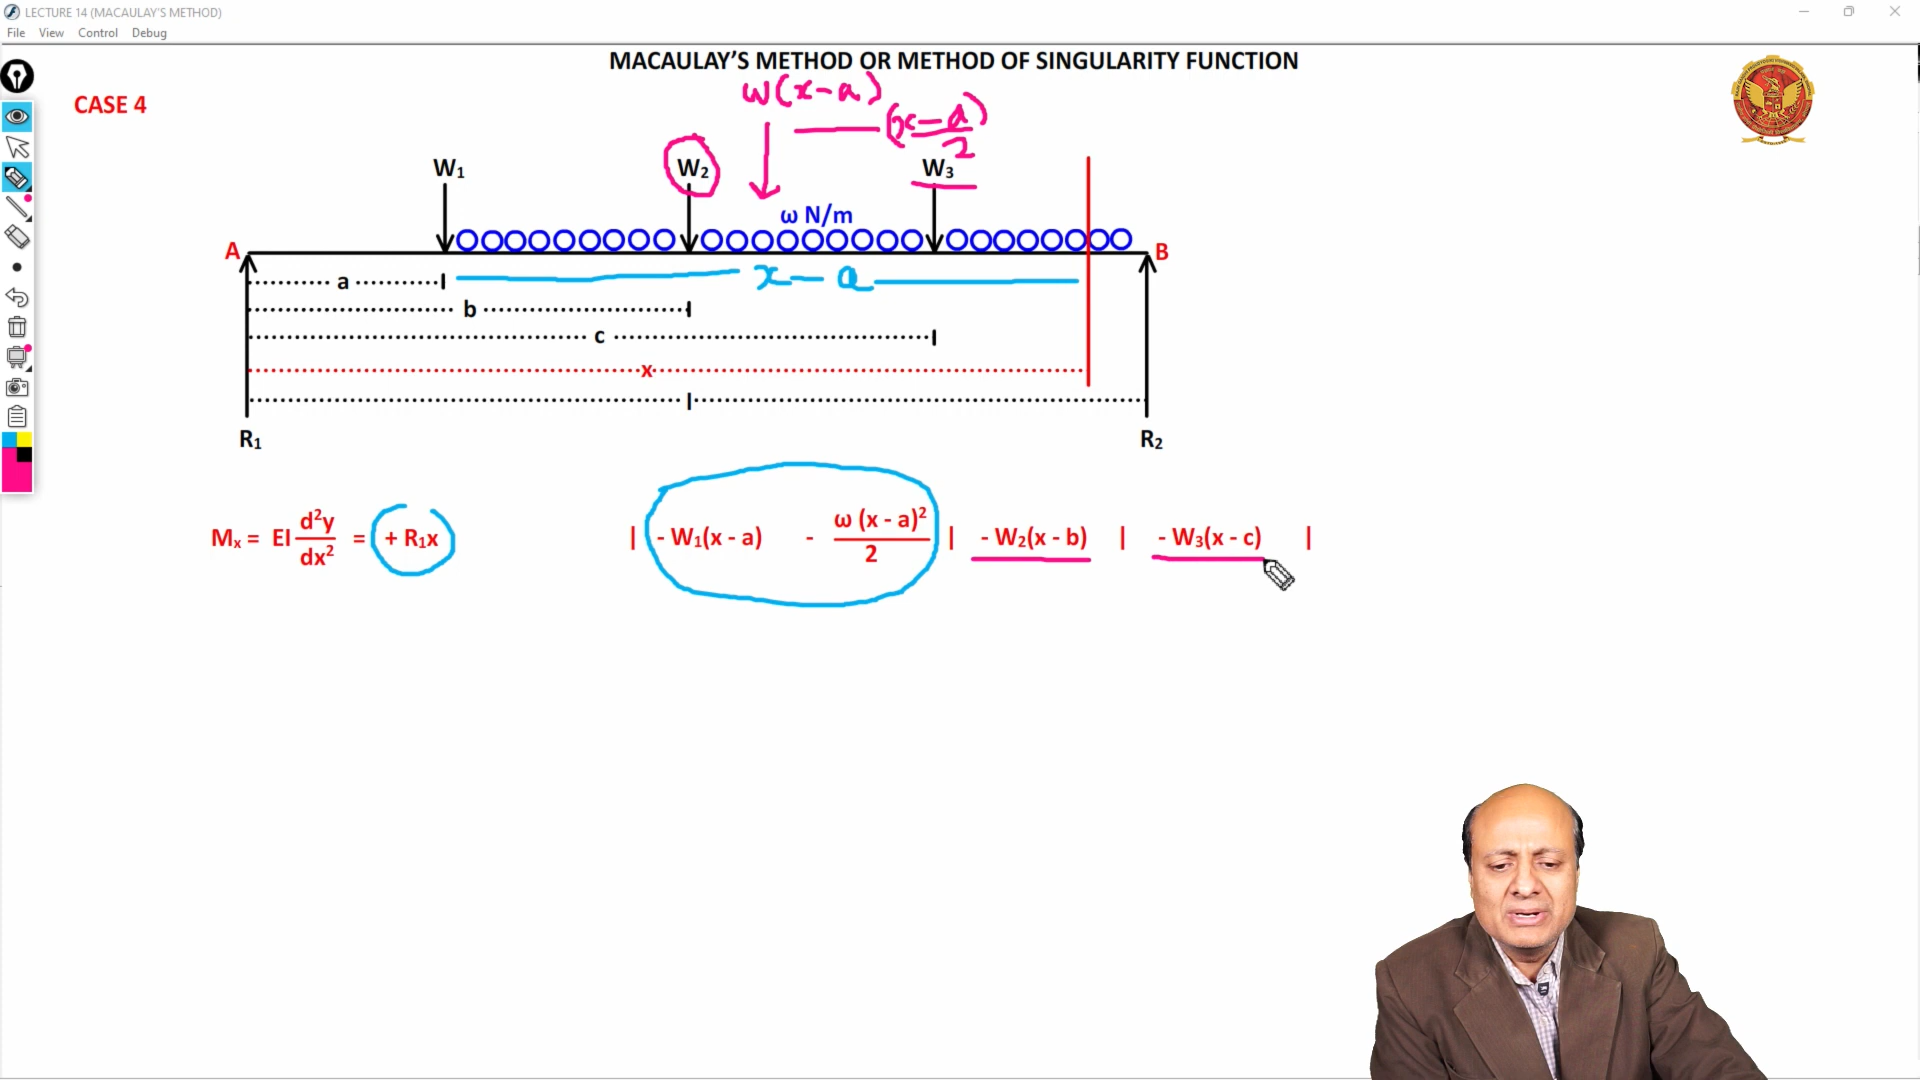 LECTURE 14 (MACAULAY'S METHOD)
File View Control Debug
MACAULAY'S METHOD OR METHOD OF SINGULARITY FUNCTION
CASE 4
w(x-a)
(x-a)/2
W₁ W₂ W₃
ω N/m
A B
x - a
a
b
c
x
l
R₁ R₂
Mₓ = EI d²y/dx² = + R₁x | - W₁(x - a) - ω (x - a)²/2 | - W₂(x - b) | - W₃(x - c) |